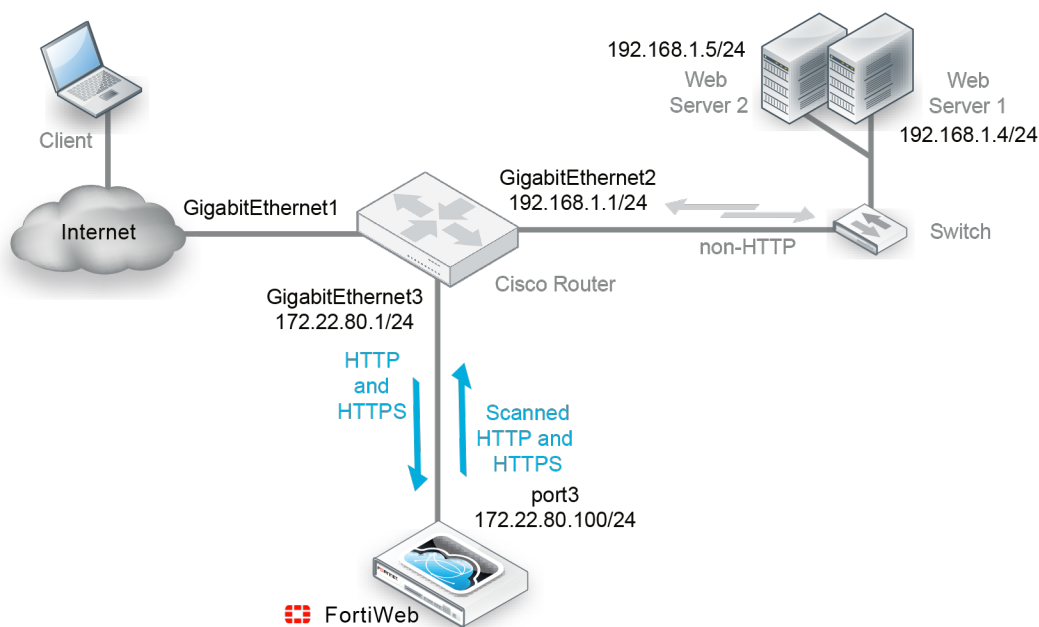 192.168.1.5/24
Web
Server 2
Web
Server 1
192.168.1.4/24
Client
GigabitEthernet1
Internet
GigabitEthernet2
192.168.1.1/24
non-HTTP
Switch
Cisco Router
GigabitEthernet3
172.22.80.1/24
HTTP
and
HTTPS
Scanned
HTTP and
HTTPS
port3
172.22.80.100/24
FORTINET
FortiWeb